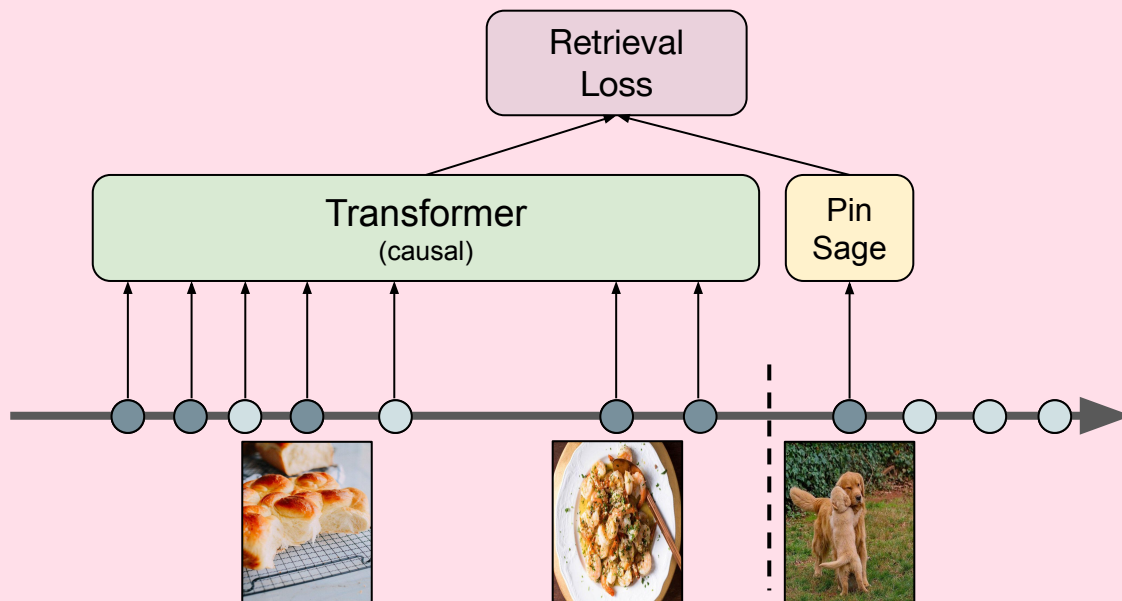 Retrieval
Loss
Transformer
(causal)
Pin
Sage